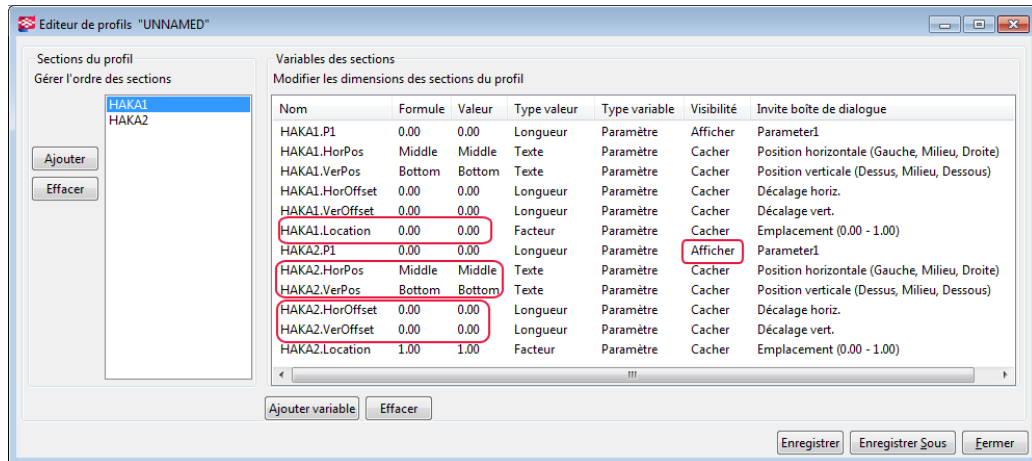 Editeur de profils "UNNAMED"
Sections du profil
Gérer l'ordre des sections
HAKA1
HAKA2
Ajouter
Effacer
Variables des sections
Modifier les dimensions des sections du profil
Nom Formule Valeur Type valeur Type variable Visibilité Invite boîte de dialogue
HAKA1.P1 0.00 0.00 Longueur Paramètre Afficher Parameter1
HAKA1.HorPos Middle Middle Texte Paramètre Cacher Position horizontale (Gauche, Milieu, Droite)
HAKA1.VerPos Bottom Bottom Texte Paramètre Cacher Position verticale (Dessus, Milieu, Dessous)
HAKA1.HorOffset 0.00 0.00 Longueur Paramètre Cacher Décalage horiz.
HAKA1.VerOffset 0.00 0.00 Longueur Paramètre Cacher Décalage vert.
HAKA1.Location 0.00 0.00 Facteur Paramètre Cacher Emplacement (0.00 - 1.00)
HAKA2.P1 0.00 0.00 Longueur Paramètre Afficher Parameter1
HAKA2.HorPos Middle Middle Texte Paramètre Cacher Position horizontale (Gauche, Milieu, Droite)
HAKA2.VerPos Bottom Bottom Texte Paramètre Cacher Position verticale (Dessus, Milieu, Dessous)
HAKA2.HorOffset 0.00 0.00 Longueur Paramètre Cacher Décalage horiz.
HAKA2.VerOffset 0.00 0.00 Longueur Paramètre Cacher Décalage vert.
HAKA2.Location 1.00 1.00 Facteur Paramètre Cacher Emplacement (0.00 - 1.00)
Ajouter variable Effacer
Enregistrer Enregistrer Sous Fermer